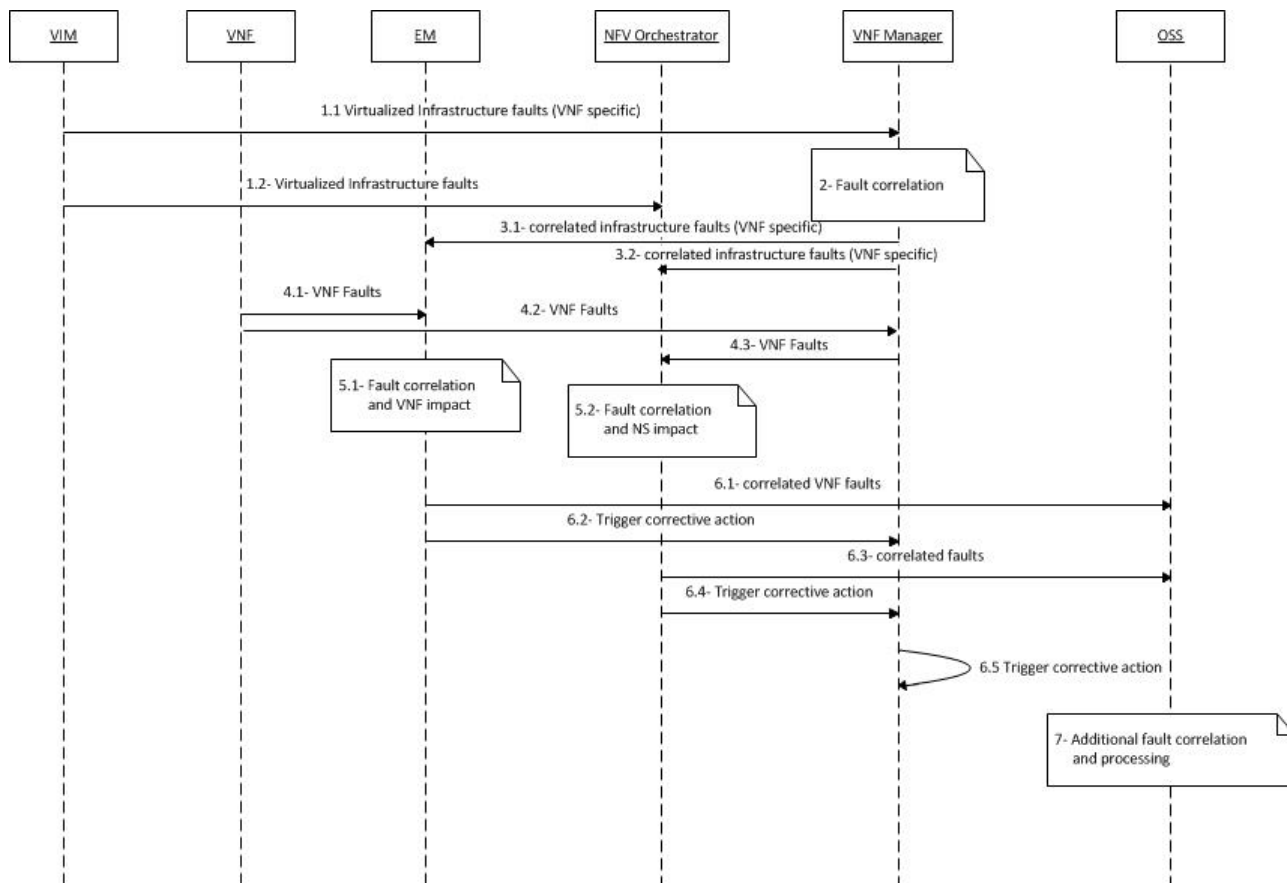 VIM
VNF
EM
NFV Orchestrator
VNF Manager
OSS
1.1 Virtualized Infrastructure faults (VNF specific)
2- Fault correlation
1.2- Virtualized Infrastructure faults
3.1- correlated infrastructure faults (VNF specific)
3.2- correlated infrastructure faults (VNF specific)
4.1- VNF Faults
4.2- VNF Faults
4.3- VNF Faults
5.1- Fault correlation
and VNF impact
5.2- Fault correlation
and NS impact
6.1- correlated VNF faults
6.2- Trigger corrective action
6.3- correlated faults
6.4- Trigger corrective action
6.5 Trigger corrective action
7- Additional fault correlation
and processing